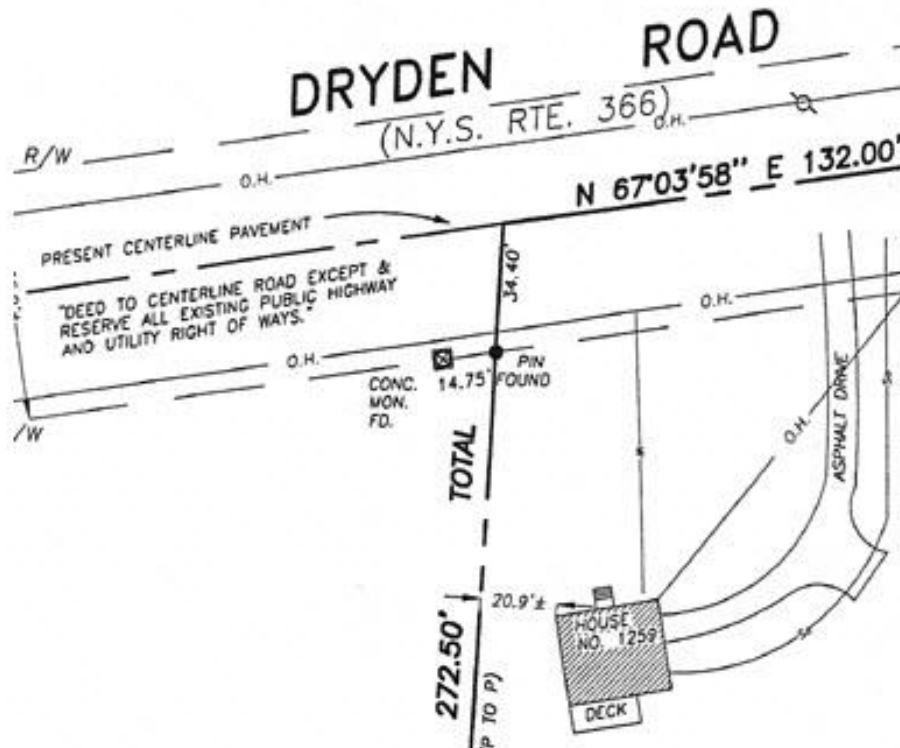 DRYDEN ROAD
(N.Y.S. RTE. 366)
R/W
O.H.
O.H.
N 67°03'58" E 132.00'
PRESENT CENTERLINE PAVEMENT
"DEED TO CENTERLINE ROAD EXCEPT &
RESERVE ALL EXISTING PUBLIC HIGHWAY
AND UTILITY RIGHT OF WAYS."
34.40'
O.H.
O.H.
CONC.
MON.
FD.
14.75'
PIN
FOUND
/W
TOTAL
272.50'
(P TO P)
O.H.
ASPHALT DRIVE
20.9'±
HOUSE
NO. 1259
DECK